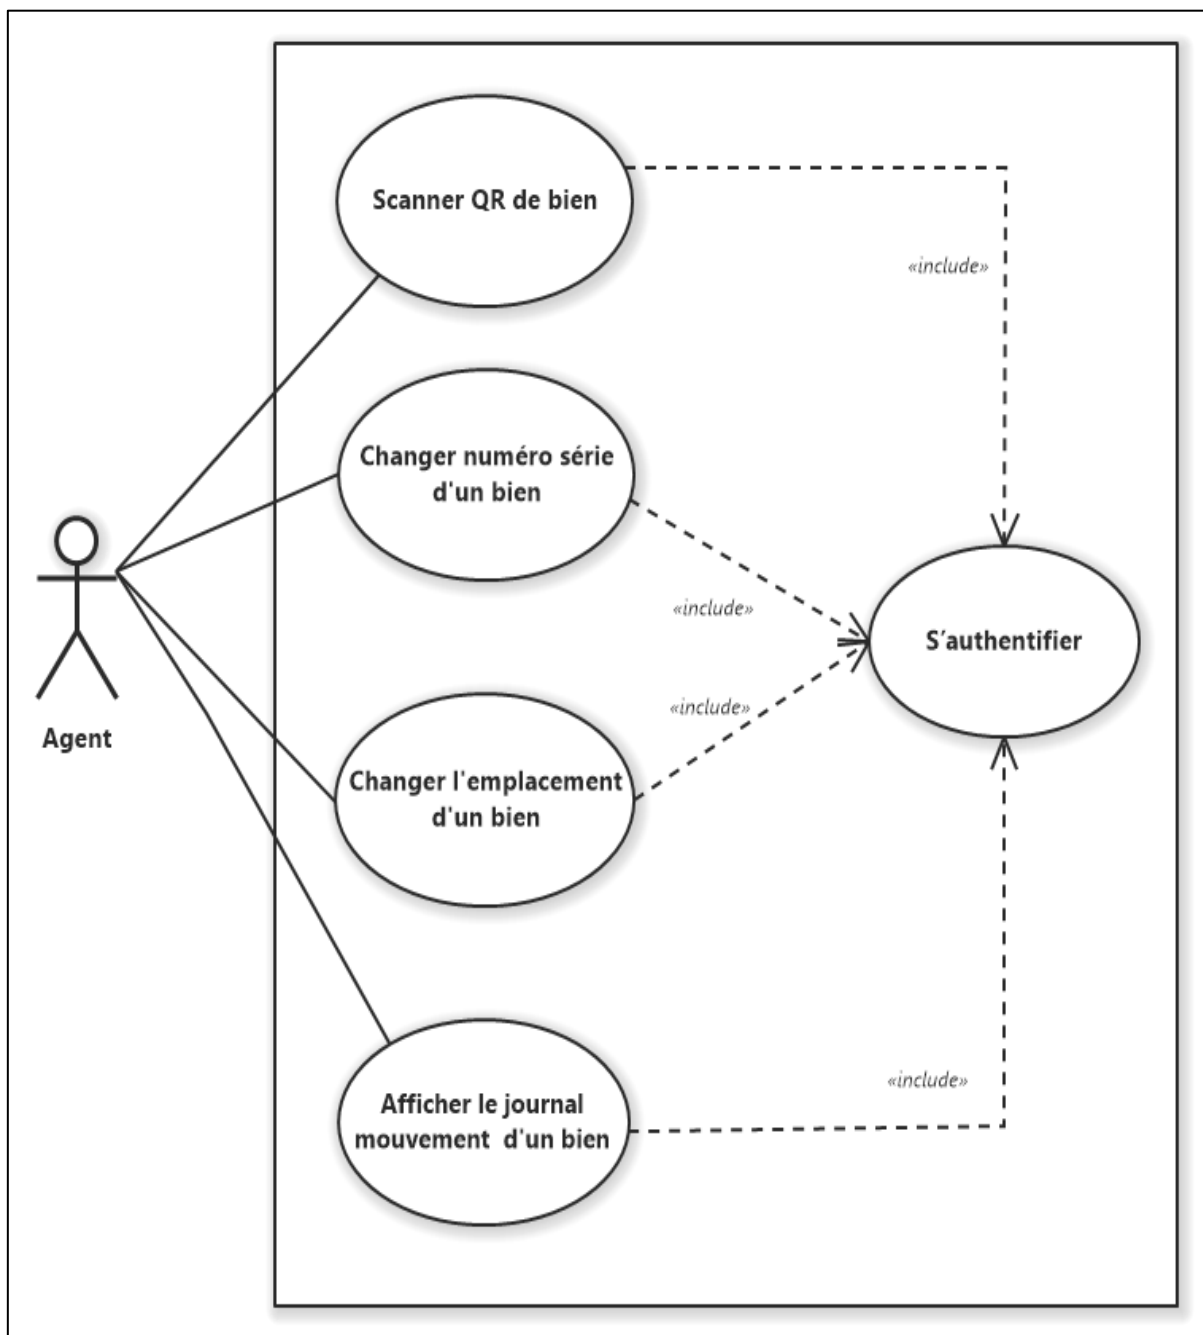 Scanner QR de bien
«include»
Changer numéro série
d'un bien
«include»
S'authentifier
«include»
Agent
Changer l'emplacement
d'un bien
«include»
Afficher le journal
mouvement  d'un bien